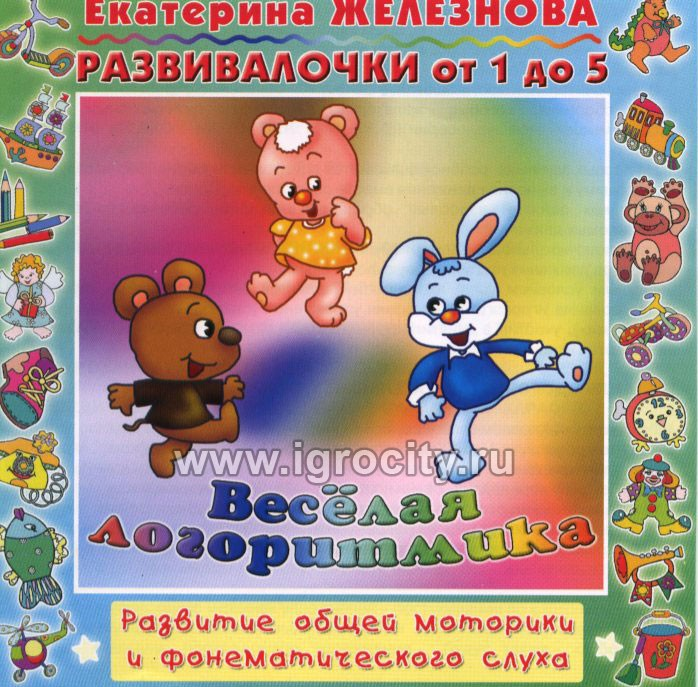 Екатерина ЖЕЛЕЗНОВА
РАЗВИВАЛОЧКИ от 1 до 5
www.igrocity.ru
Весёлая
логоритмика
Развитие общей моторики
и фонематического слуха